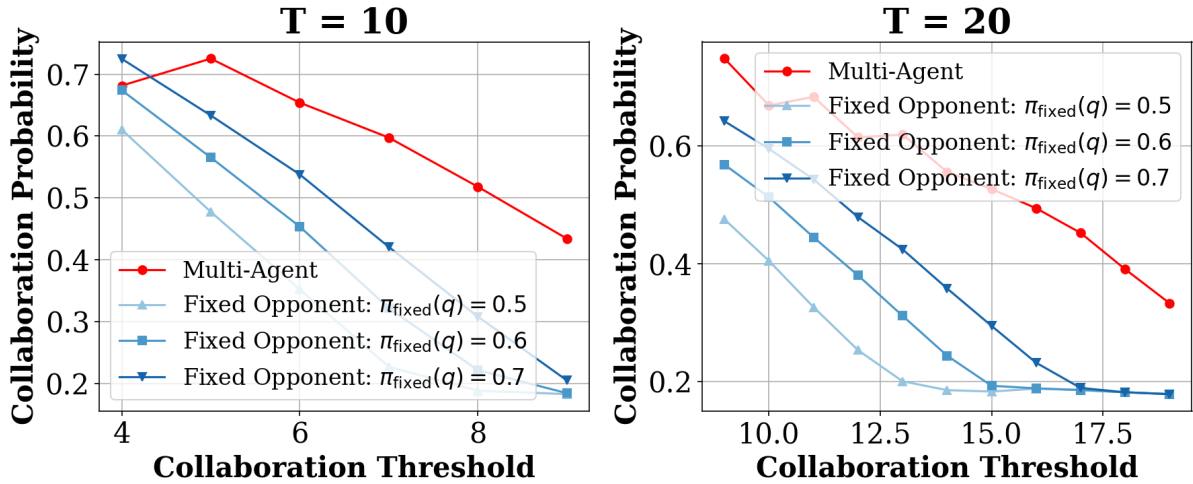 T = 10
Collaboration Probability
0.7
0.6
0.5
0.4
0.3
0.2
Multi-Agent
Fixed Opponent: π_fixed(q) = 0.5
Fixed Opponent: π_fixed(q) = 0.6
Fixed Opponent: π_fixed(q) = 0.7
4
6
8
Collaboration Threshold
T = 20
Collaboration Probability
0.6
0.4
0.2
Multi-Agent
Fixed Opponent: π_fixed(q) = 0.5
Fixed Opponent: π_fixed(q) = 0.6
Fixed Opponent: π_fixed(q) = 0.7
10.0
12.5
15.0
17.5
Collaboration Threshold